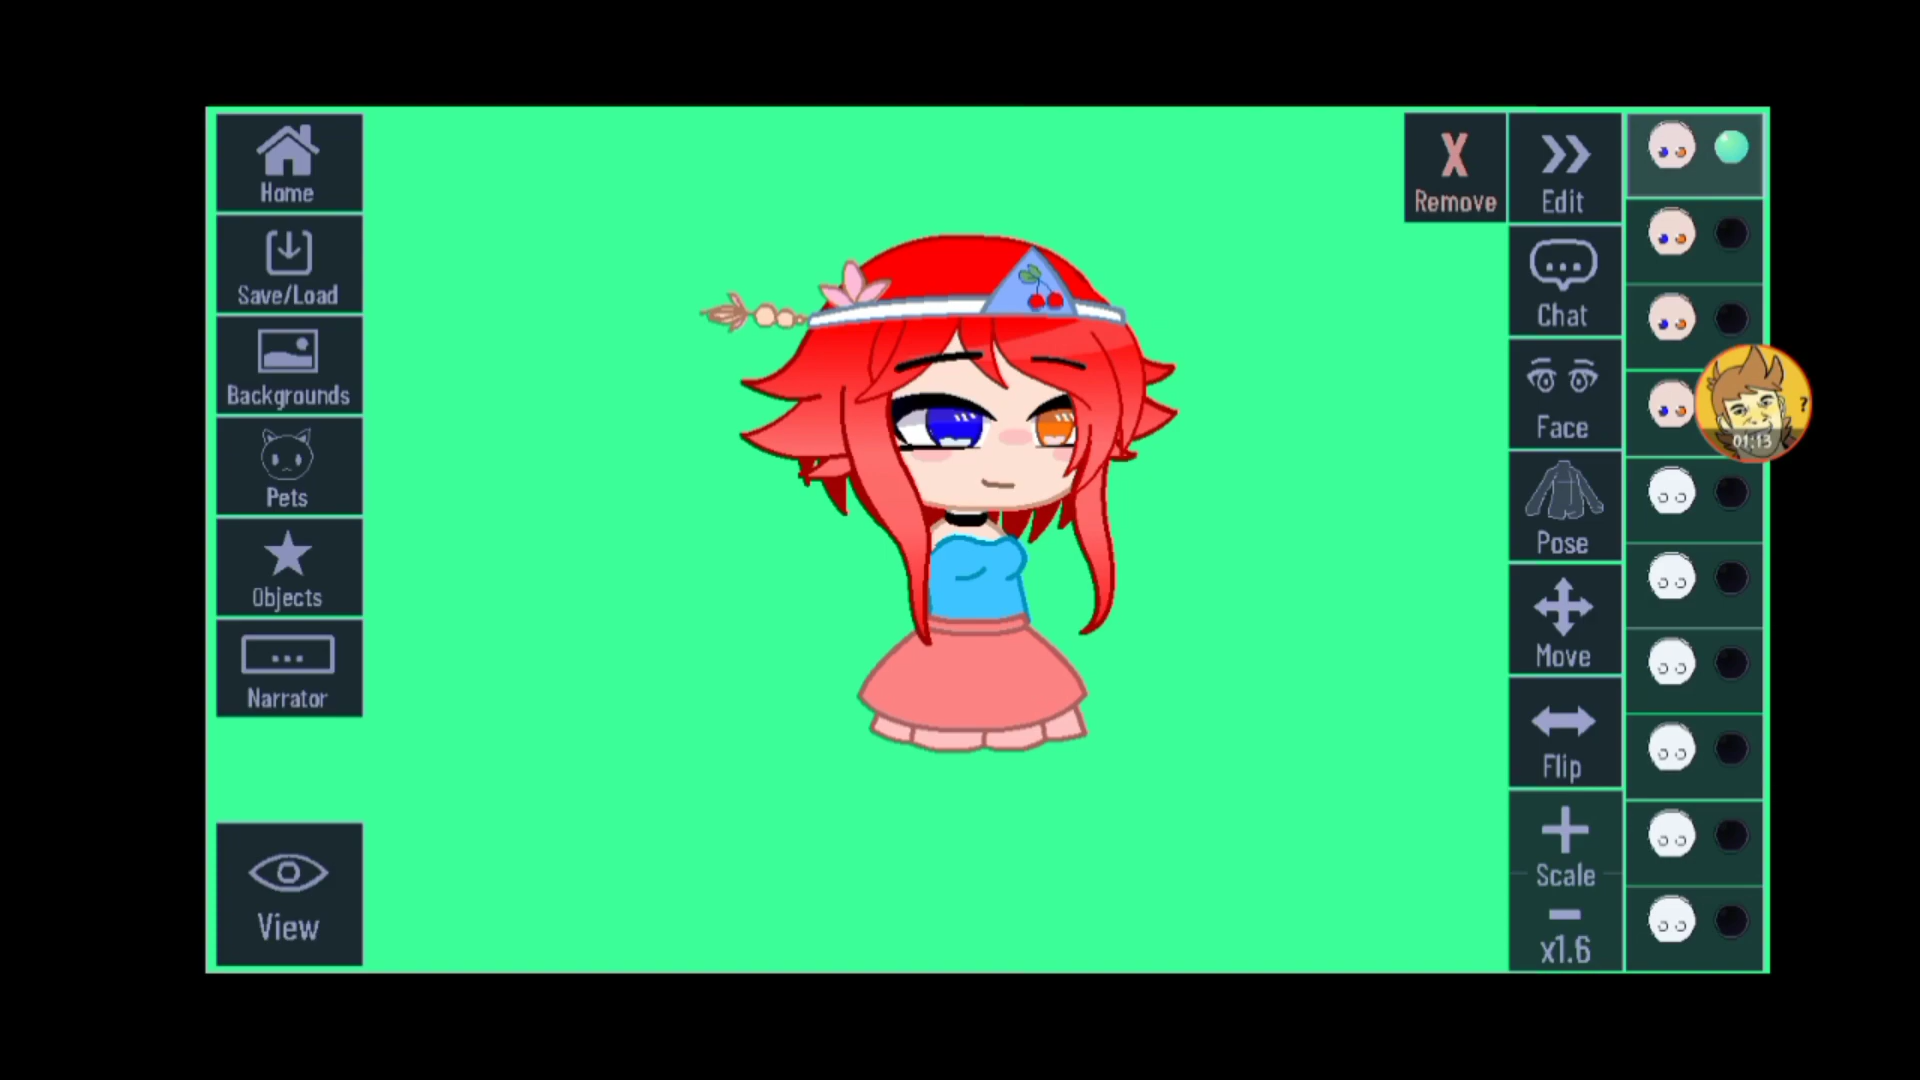 Home
Save/Load
Backgrounds
Pets
Objects
Narrator
View
X
Remove
Edit
Chat
Face
Pose
Move
Flip
Scale
x1.6
?
01:13